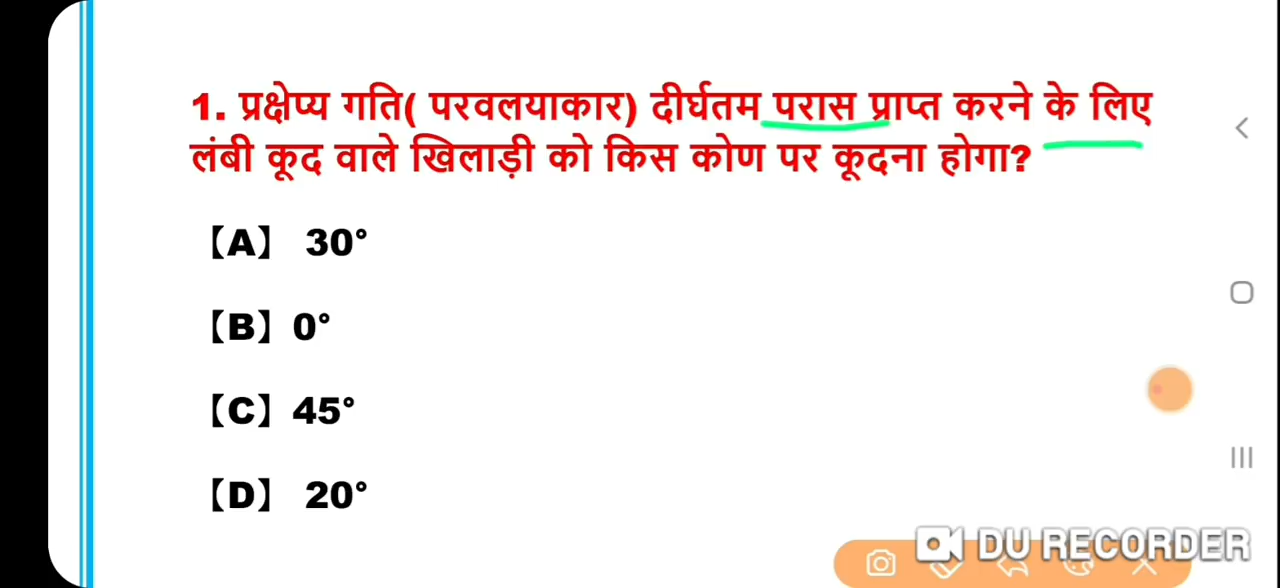 1. प्रक्षेप्य गति( परवलयाकार) दीर्घतम परास प्राप्त करने के लिए
लंबी कूद वाले खिलाड़ी को किस कोण पर कूदना होगा?
【A】 30°
【B】 0°
【C】 45°
【D】 20°
DU RECORDER